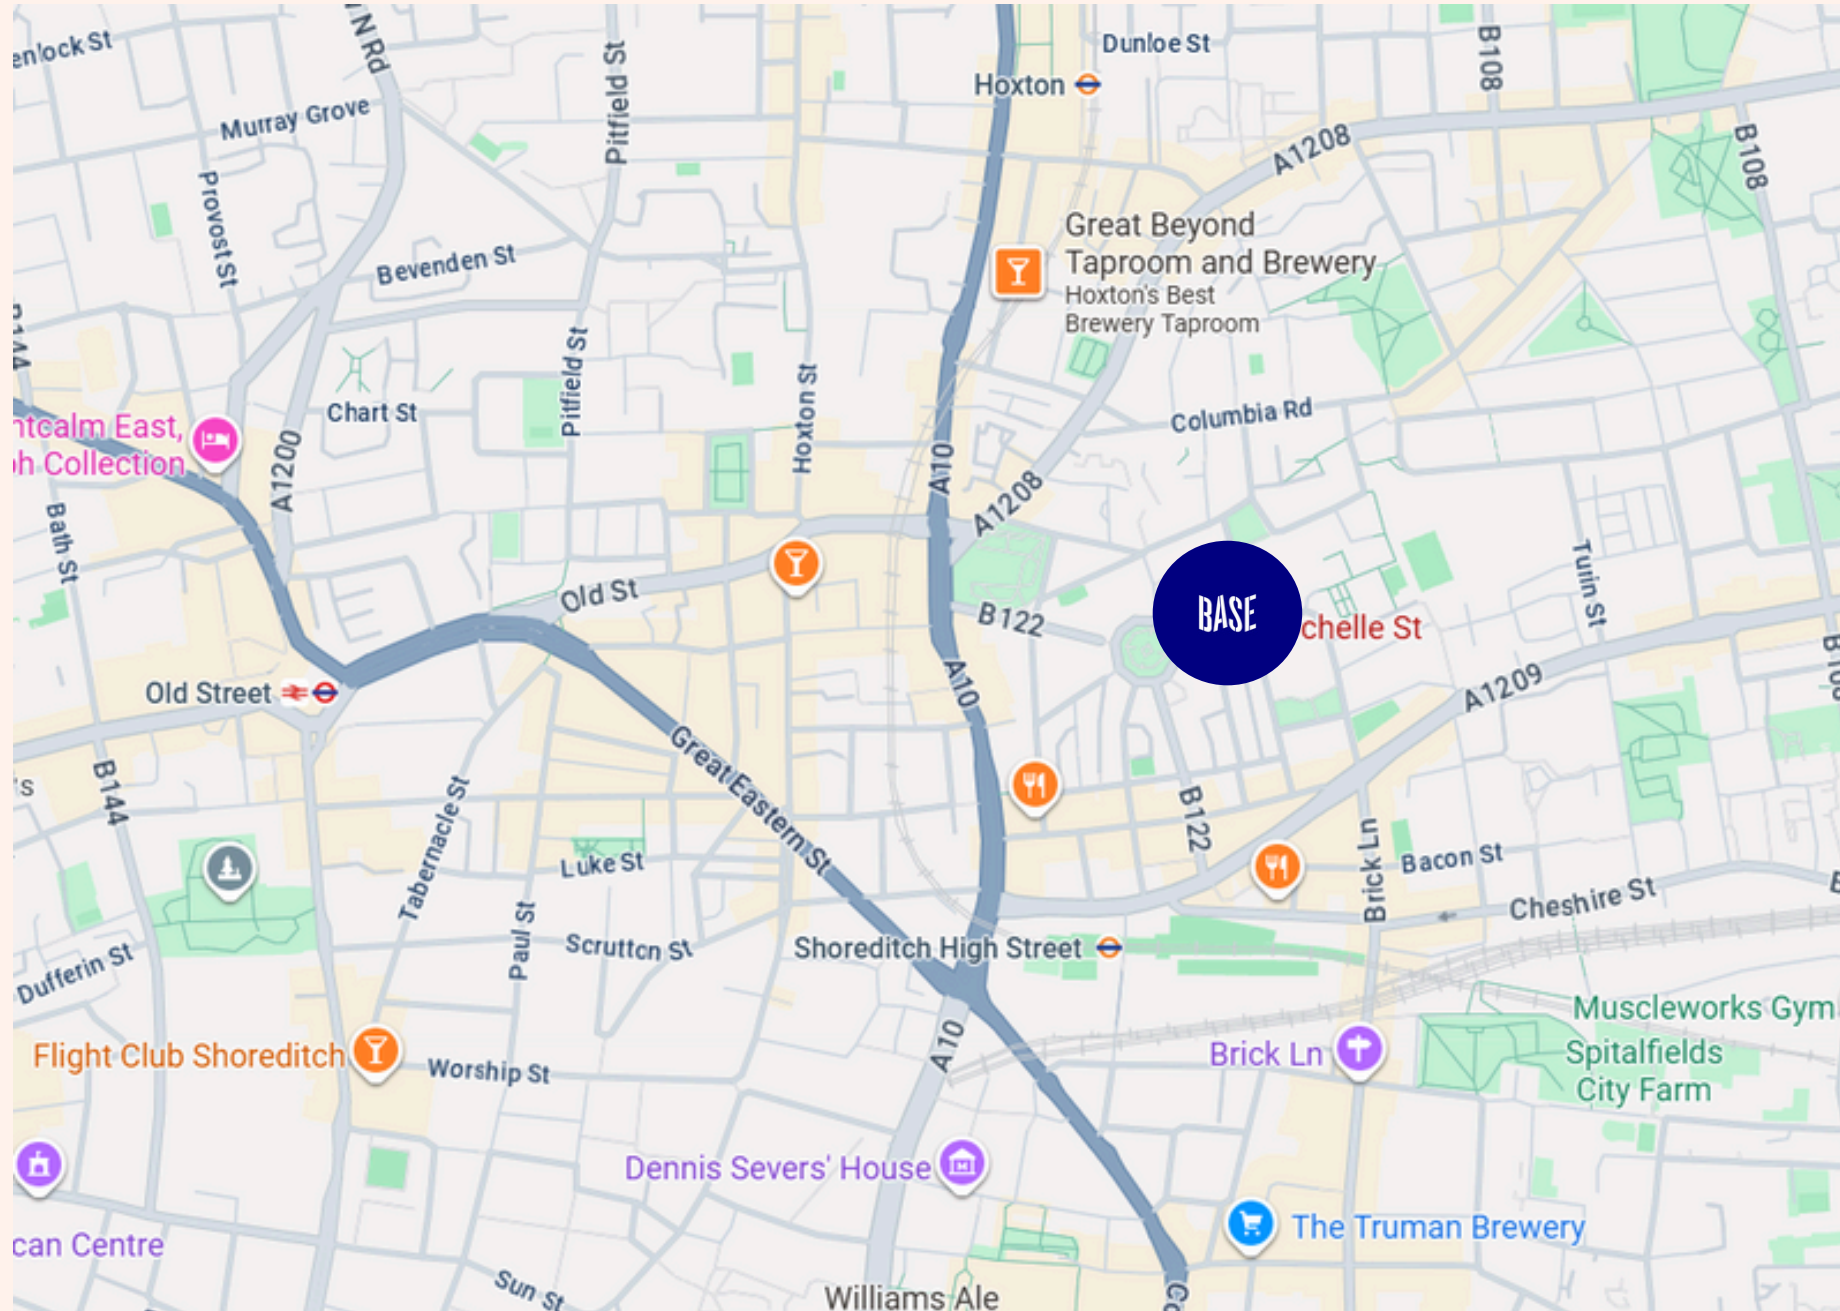 enlock St
N Rd
Pitfield St
Dunloe St
B108
Hoxton
Murray Grove
A1208
B108
Provost St
Great Beyond
Taproom and Brewery
Hoxton's Best
Brewery Taproom
Bevenden St
B144
Pitfield St
Hoxton St
Chart St
Columbia Rd
ntcalm East,
ph Collection
A1200
A10
A1208
Bath St
Old St
B122
Turin St
BASE
chelle St
Old Street
A10
A1209
B108
Great Eastern St
's
B144
Tabernacle St
B122
Brick Ln
Luke St
Bacon St
Cheshire St
Paul St
Scrutton St
Shoreditch High Street
Dufferin St
Muscleworks Gym
Flight Club Shoreditch
Worship St
A10
Brick Ln
Spitalfields
City Farm
Dennis Severs' House
can Centre
The Truman Brewery
Sun St
Williams Ale
Co